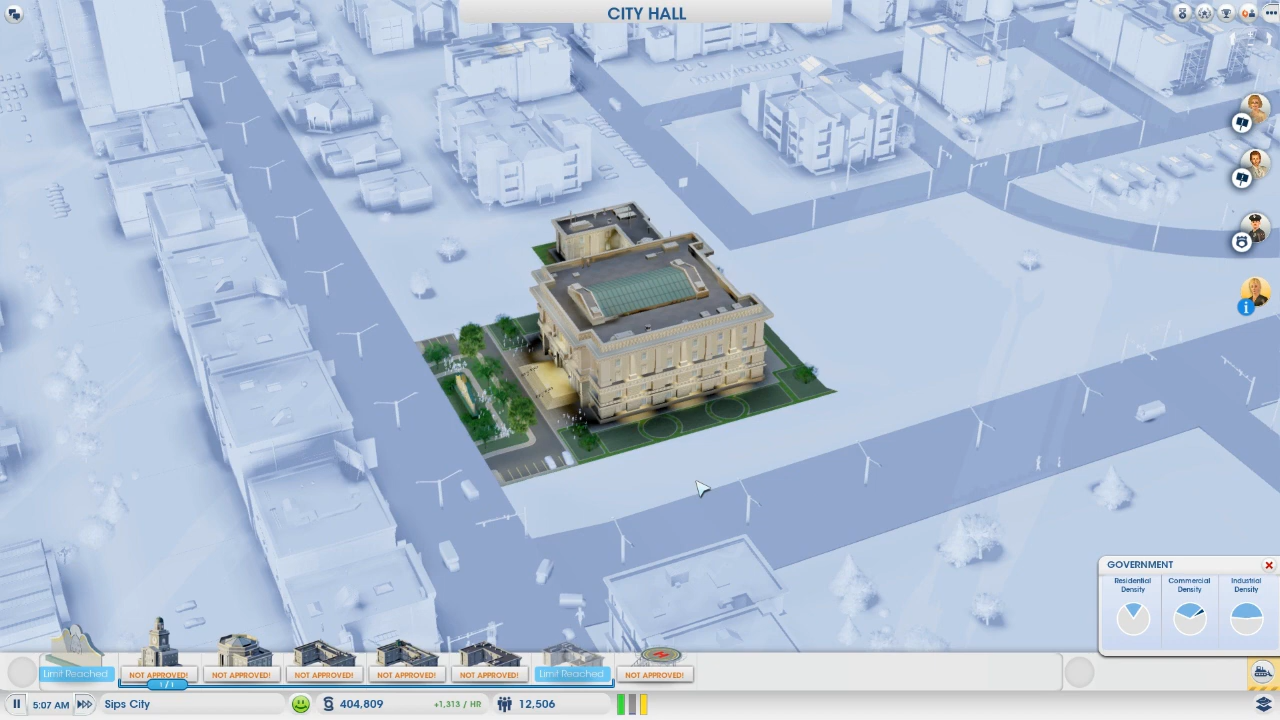 CITY HALL
GOVERNMENT
Residential Density
Commercial Density
Industrial Density
Limit Reached
NOT APPROVED!
NOT APPROVED!
NOT APPROVED!
NOT APPROVED!
NOT APPROVED!
Limit Reached
NOT APPROVED!
1 / 1
5:07 AM
Sips City
404,809
+1,313 / HR
12,506